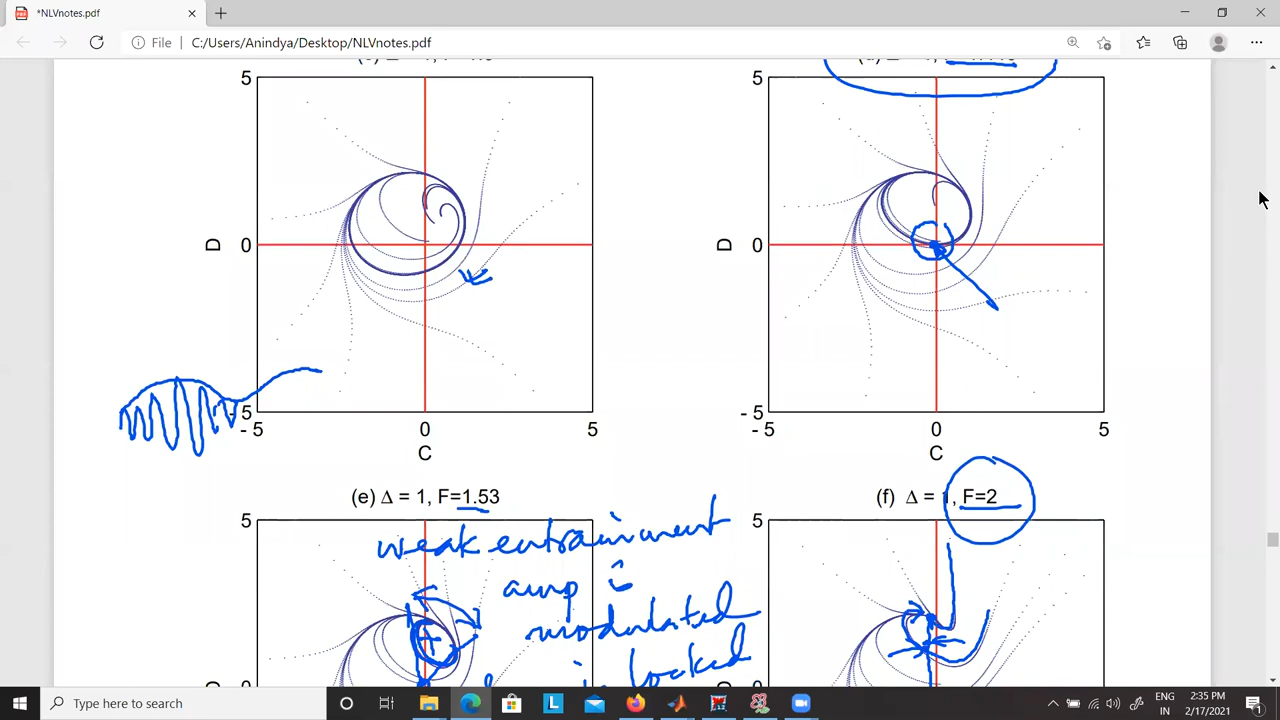 *NLVnotes.pdf
File C:/Users/Anindya/Desktop/NLVnotes.pdf
5
5
D 0
D 0
- 5
- 5
- 5 0 5
- 5 0 5
C
C
(e) Δ = 1, F=1.53
(f) Δ = 1, F=2
5
5
weak entrainment
amp is
modulated
is locked
Type here to search
ENG
IN
2:35 PM
2/17/2021